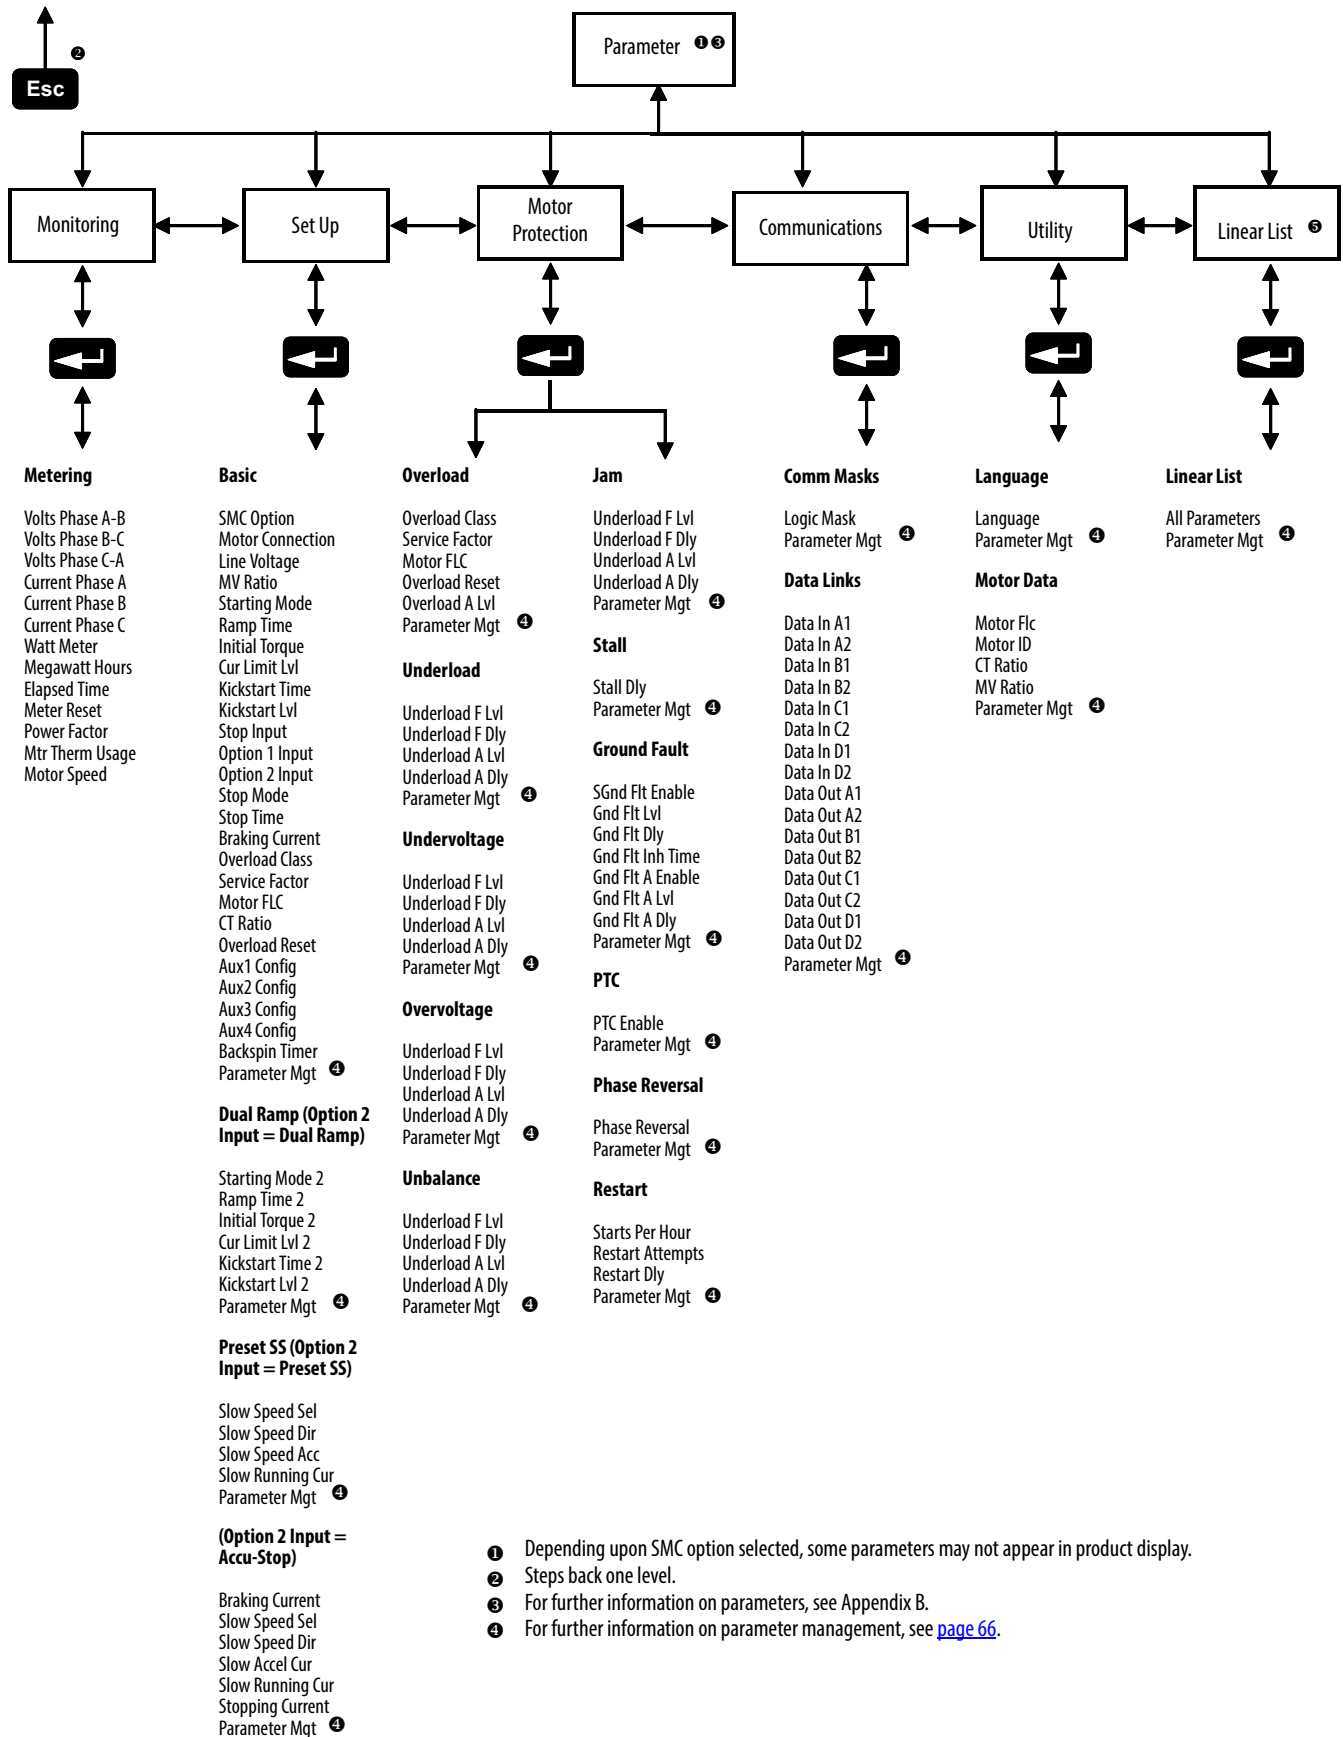 ❷
Esc
Parameter ❶❸
Monitoring
Set Up
Motor
Protection
Communications
Utility
Linear List ❺
Metering
Volts Phase A-B
Volts Phase B-C
Volts Phase C-A
Current Phase A
Current Phase B
Current Phase C
Watt Meter
Megawatt Hours
Elapsed Time
Meter Reset
Power Factor
Mtr Therm Usage
Motor Speed
Basic
SMC Option
Motor Connection
Line Voltage
MV Ratio
Starting Mode
Ramp Time
Initial Torque
Cur Limit Lvl
Kickstart Time
Kickstart Lvl
Stop Input
Option 1 Input
Option 2 Input
Stop Mode
Stop Time
Braking Current
Overload Class
Service Factor
Motor FLC
CT Ratio
Overload Reset
Aux1 Config
Aux2 Config
Aux3 Config
Aux4 Config
Backspin Timer
Parameter Mgt ❹
Dual Ramp (Option 2
Input = Dual Ramp)
Starting Mode 2
Ramp Time 2
Initial Torque 2
Cur Limit Lvl 2
Kickstart Time 2
Kickstart Lvl 2
Parameter Mgt ❹
Preset SS (Option 2
Input = Preset SS)
Slow Speed Sel
Slow Speed Dir
Slow Speed Acc
Slow Running Cur
Parameter Mgt ❹
(Option 2 Input =
Accu-Stop)
Braking Current
Slow Speed Sel
Slow Speed Dir
Slow Accel Cur
Slow Running Cur
Stopping Current
Parameter Mgt ❹
Overload
Overload Class
Service Factor
Motor FLC
Overload Reset
Overload A Lvl
Parameter Mgt ❹
Underload
Underload F Lvl
Underload F Dly
Underload A Lvl
Underload A Dly
Parameter Mgt ❹
Undervoltage
Underload F Lvl
Underload F Dly
Underload A Lvl
Underload A Dly
Parameter Mgt ❹
Overvoltage
Underload F Lvl
Underload F Dly
Underload A Lvl
Underload A Dly
Parameter Mgt ❹
Unbalance
Underload F Lvl
Underload F Dly
Underload A Lvl
Underload A Dly
Parameter Mgt ❹
Jam
Underload F Lvl
Underload F Dly
Underload A Lvl
Underload A Dly
Parameter Mgt ❹
Stall
Stall Dly
Parameter Mgt ❹
Ground Fault
SGnd Flt Enable
Gnd Flt Lvl
Gnd Flt Dly
Gnd Flt Inh Time
Gnd Flt A Enable
Gnd Flt A Lvl
Gnd Flt A Dly
Parameter Mgt ❹
PTC
PTC Enable
Parameter Mgt ❹
Phase Reversal
Phase Reversal
Parameter Mgt ❹
Restart
Starts Per Hour
Restart Attempts
Restart Dly
Parameter Mgt ❹
Comm Masks
Logic Mask
Parameter Mgt ❹
Data Links
Data In A1
Data In A2
Data In B1
Data In B2
Data In C1
Data In C2
Data In D1
Data In D2
Data Out A1
Data Out A2
Data Out B1
Data Out B2
Data Out C1
Data Out C2
Data Out D1
Data Out D2
Parameter Mgt ❹
Language
Language
Parameter Mgt ❹
Motor Data
Motor Flc
Motor ID
CT Ratio
MV Ratio
Parameter Mgt ❹
Linear List
All Parameters
Parameter Mgt ❹
❶ Depending upon SMC option selected, some parameters may not appear in product display.
❷ Steps back one level.
❸ For further information on parameters, see Appendix B.
❹ For further information on parameter management, see page 66.